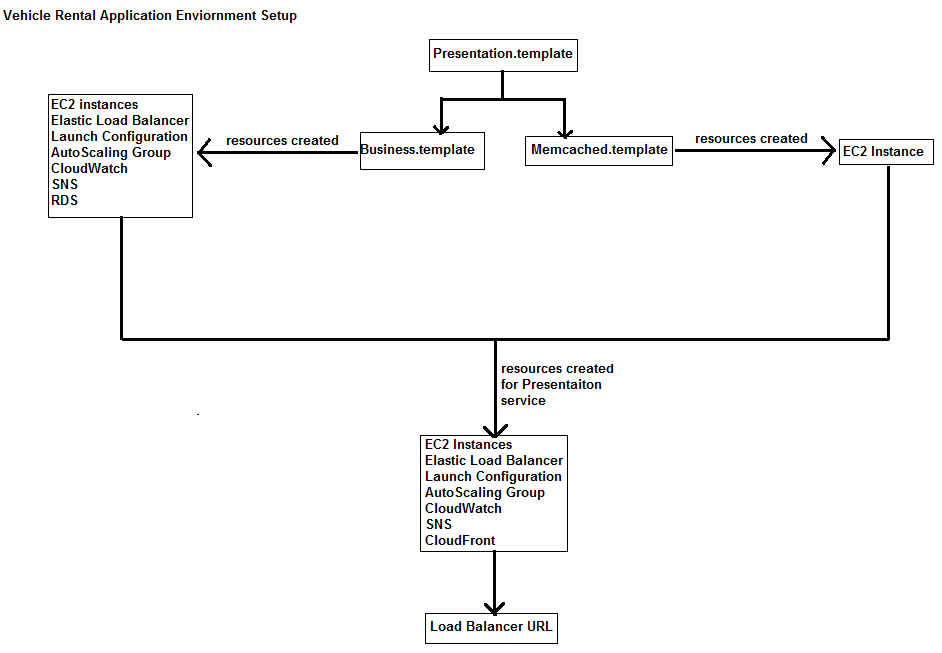 Vehicle Rental Application Enviornment Setup
Presentation.template
EC2 instances
Elastic Load Balancer
Launch Configuration
AutoScaling Group
CloudWatch
SNS
RDS
resources created
Business.template
Memcached.template
resources created
EC2 Instance
resources created
for Presentaiton
service
EC2 Instances
Elastic Load Balancer
Launch Configuration
AutoScaling Group
CloudWatch
SNS
CloudFront
Load Balancer URL